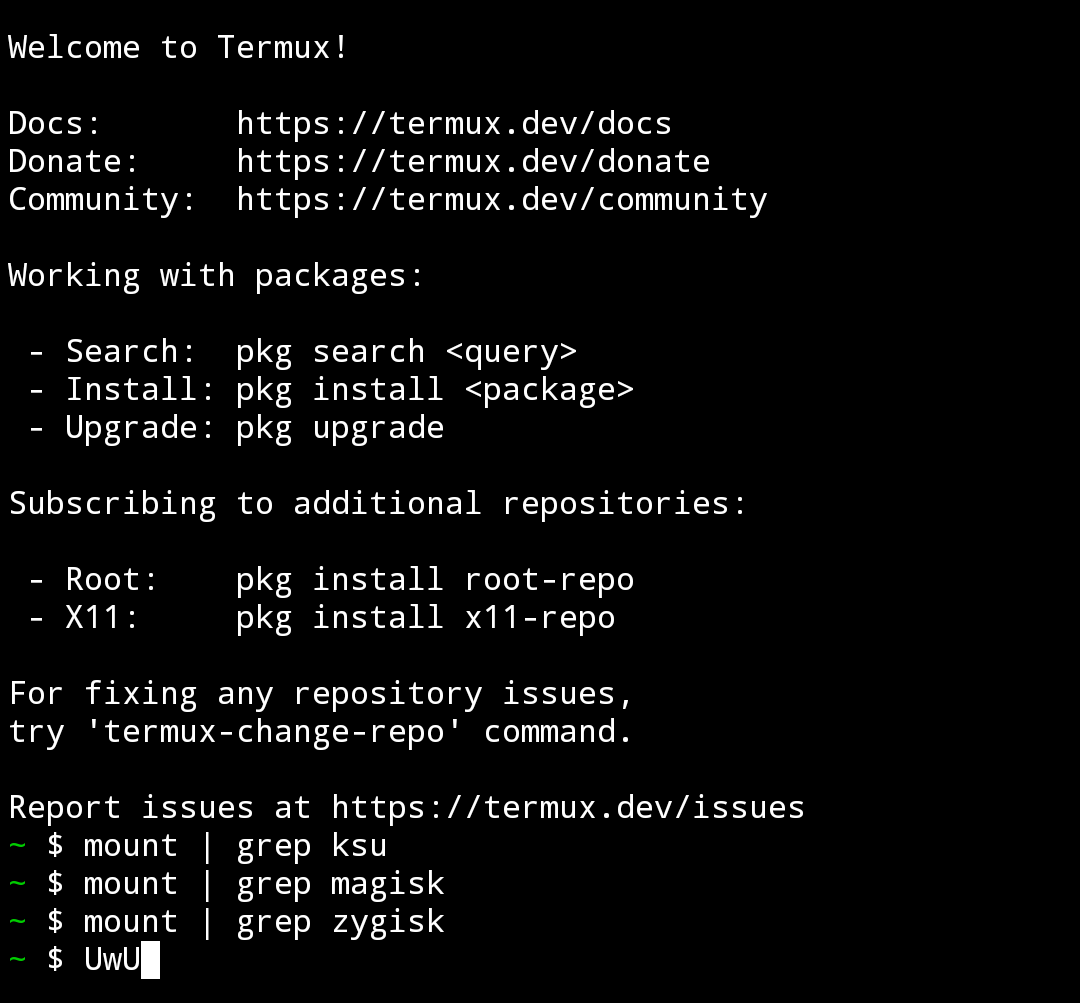 Welcome to Termux!
Docs:       https://termux.dev/docs
Donate:     https://termux.dev/donate
Community:  https://termux.dev/community
Working with packages:
 - Search:  pkg search <query>
 - Install: pkg install <package>
 - Upgrade: pkg upgrade
Subscribing to additional repositories:
 - Root:    pkg install root-repo
 - X11:     pkg install x11-repo
For fixing any repository issues,
try 'termux-change-repo' command.
Report issues at https://termux.dev/issues
~ $ mount | grep ksu
~ $ mount | grep magisk
~ $ mount | grep zygisk
~ $ UwU